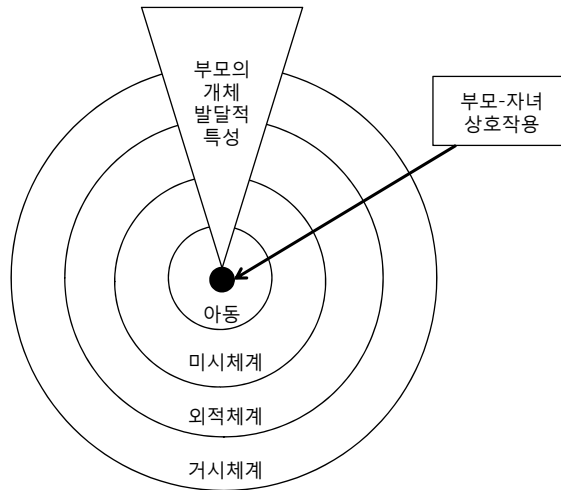 부모의
개체
발달적
특성
부모-자녀
상호작용
아동
미시체계
외적체계
거시체계